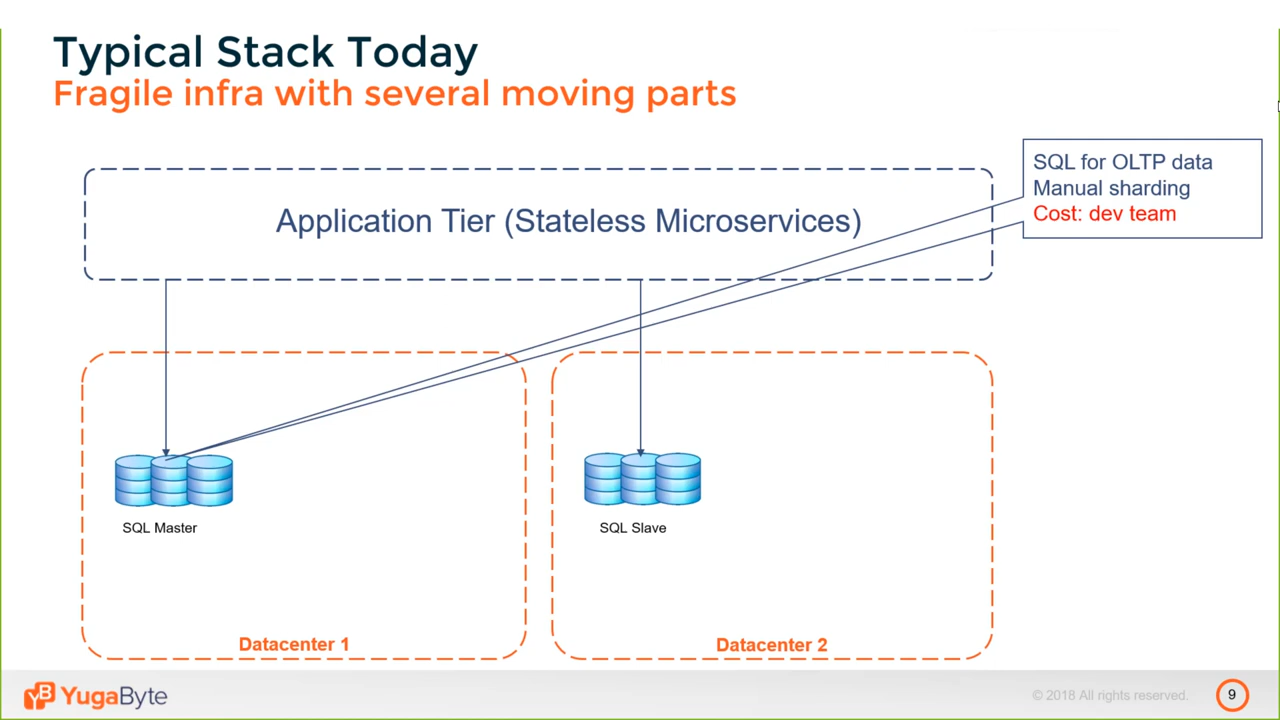 Typical Stack Today
Fragile infra with several moving parts
SQL for OLTP data
Manual sharding
Cost: dev team
Application Tier (Stateless Microservices)
SQL Master
SQL Slave
Datacenter 1
Datacenter 2
YB YugaByte
© 2018 All rights reserved.
9